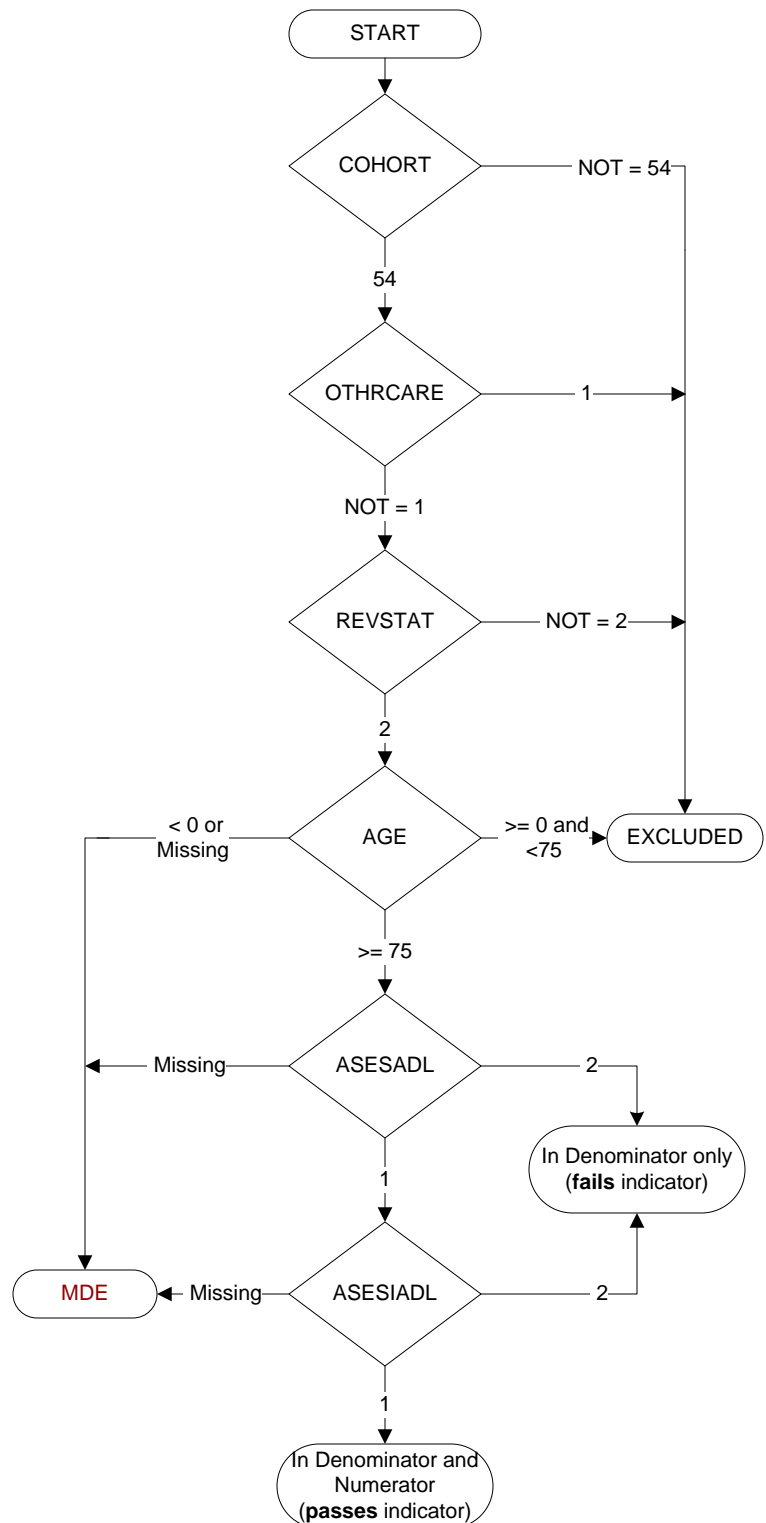 START
COHORT
NOT = 54
54
OTHRCARE
1
NOT = 1
REVSTAT
NOT = 2
2
< 0 or
Missing
AGE
>= 0 and
<75
EXCLUDED
>= 75
Missing
ASESADL
2
In Denominator only
(fails indicator)
1
MDE
Missing
ASESIADL
2
1
In Denominator and
Numerator
(passes indicator)